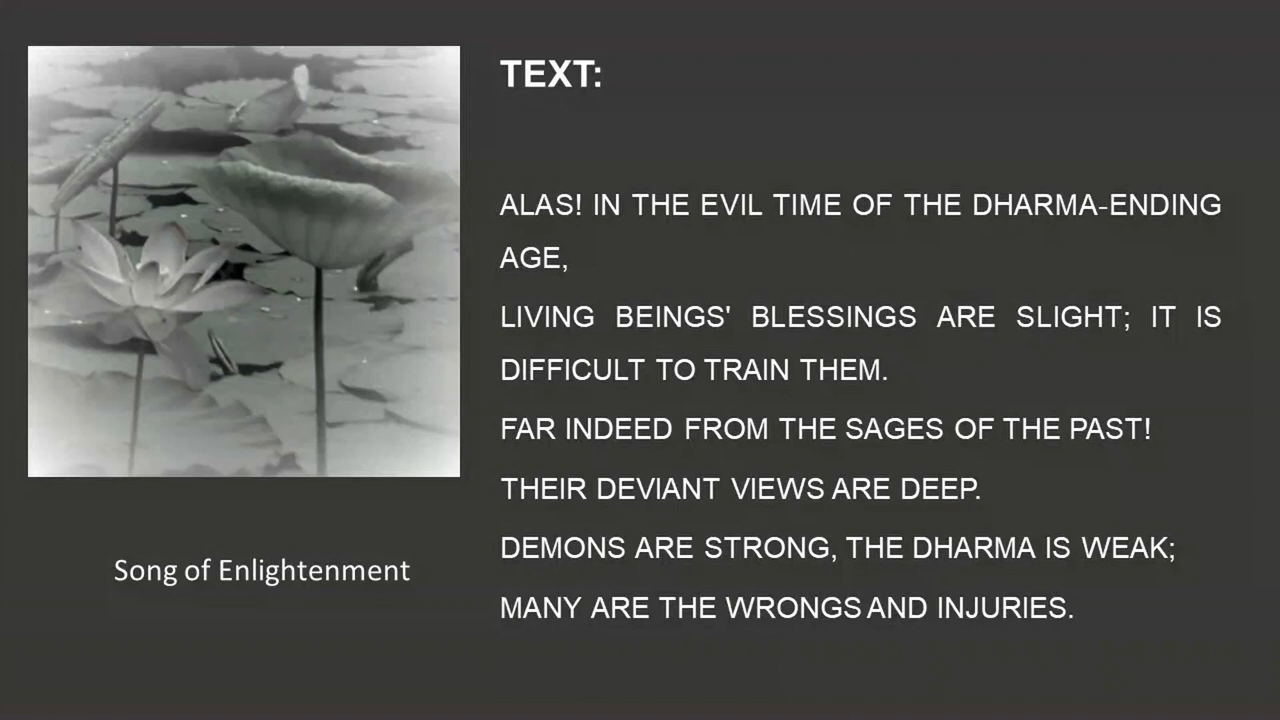 TEXT:
ALAS! IN THE EVIL TIME OF THE DHARMA-ENDING
AGE,
LIVING BEINGS' BLESSINGS ARE SLIGHT; IT IS
DIFFICULT TO TRAIN THEM.
FAR INDEED FROM THE SAGES OF THE PAST!
THEIR DEVIANT VIEWS ARE DEEP.
DEMONS ARE STRONG, THE DHARMA IS WEAK;
MANY ARE THE WRONGS AND INJURIES.
Song of Enlightenment